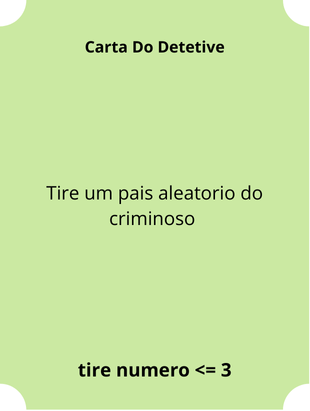 Carta Do Detetive
Tire um pais aleatorio do
criminoso
tire numero <= 3